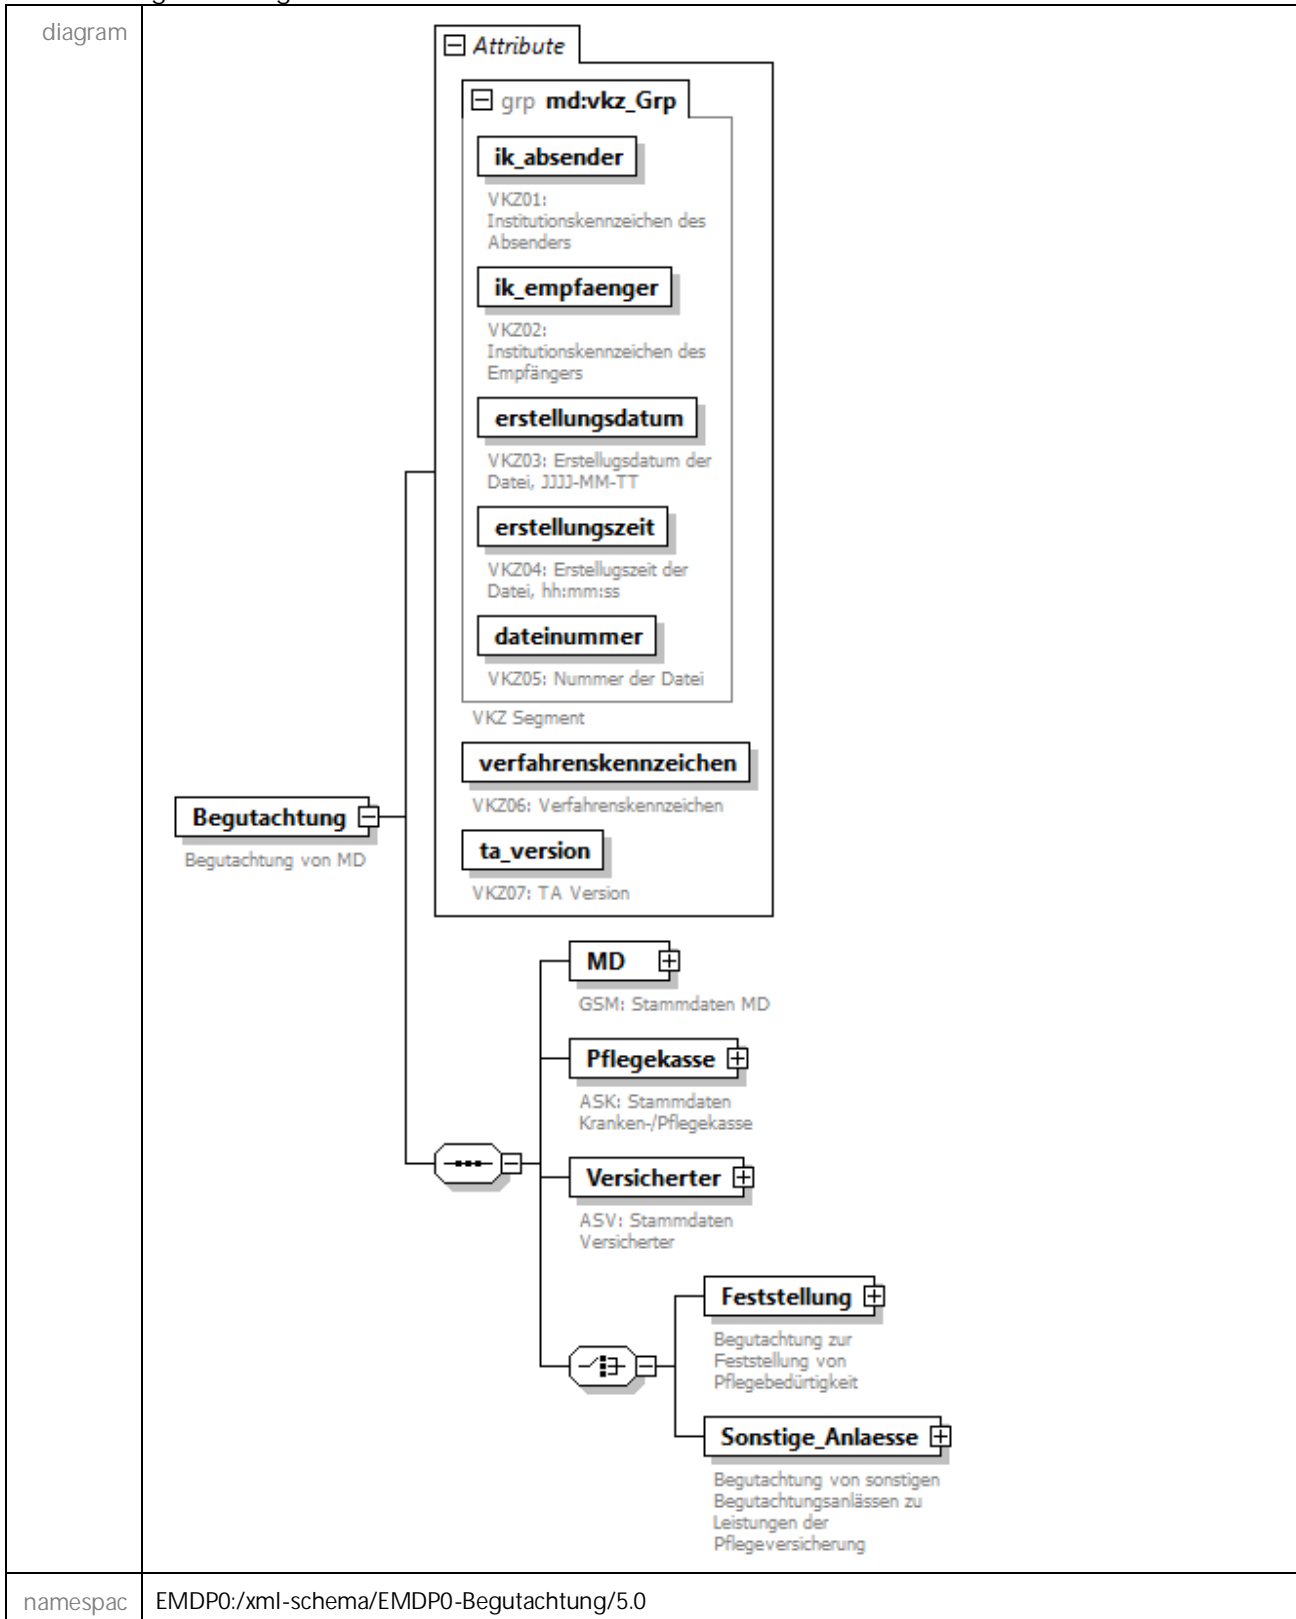 diagram
Attribute
grp md:vkz_Grp
ik_absender
VKZ01:
Institutionskennzeichen des
Absenders
ik_empfaenger
VKZ02:
Institutionskennzeichen des
Empfängers
erstellungsdatum
VKZ03: Erstellugsdatum der
Datei, JJJJ-MM-TT
erstellungszeit
VKZ04: Erstellugszeit der
Datei, hh:mm:ss
dateinummer
VKZ05: Nummer der Datei
VKZ Segment
verfahrenskennzeichen
VKZ06: Verfahrenskennzeichen
Begutachtung
Begutachtung von MD
ta_version
VKZ07: TA Version
MD
GSM: Stammdaten MD
Pflegekasse
ASK: Stammdaten
Kranken-/Pflegekasse
Versicherter
ASV: Stammdaten
Versicherter
Feststellung
Begutachtung zur
Feststellung von
Pflegebedürtigkeit
Sonstige_Anlaesse
Begutachtung von sonstigen
Begutachtungsanlässen zu
Leistungen der
Pflegeversicherung
namespac
EMDP0:/xml-schema/EMDP0-Begutachtung/5.0